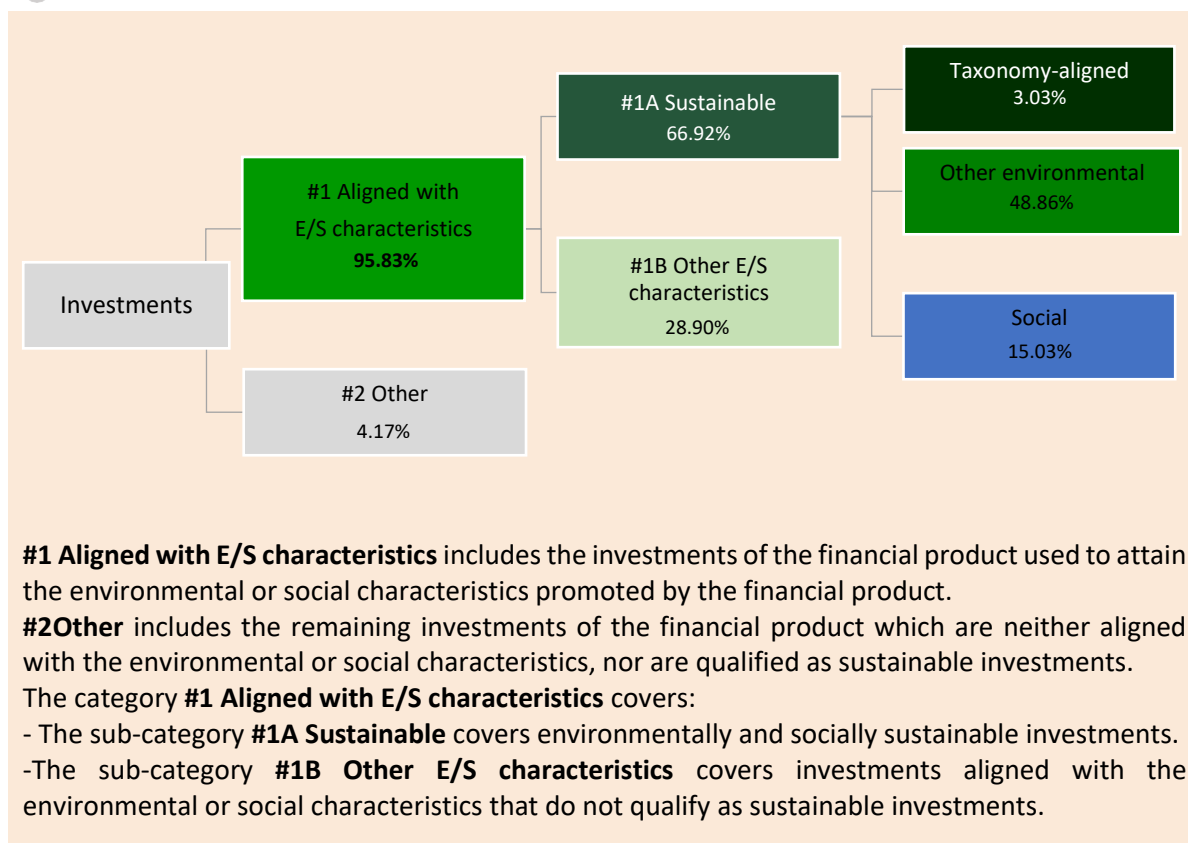 Investments
#1 Aligned with
E/S characteristics
95.83%
#2 Other
4.17%
#1A Sustainable
66.92%
#1B Other E/S
characteristics
28.90%
Taxonomy-aligned
3.03%
Other environmental
48.86%
Social
15.03%
#1 Aligned with E/S characteristics includes the investments of the financial product used to attain
the environmental or social characteristics promoted by the financial product.
#2Other includes the remaining investments of the financial product which are neither aligned
with the environmental or social characteristics, nor are qualified as sustainable investments.
The category #1 Aligned with E/S characteristics covers:
- The sub-category #1A Sustainable covers environmentally and socially sustainable investments.
-The sub-category #1B Other E/S characteristics covers investments aligned with the
environmental or social characteristics that do not qualify as sustainable investments.